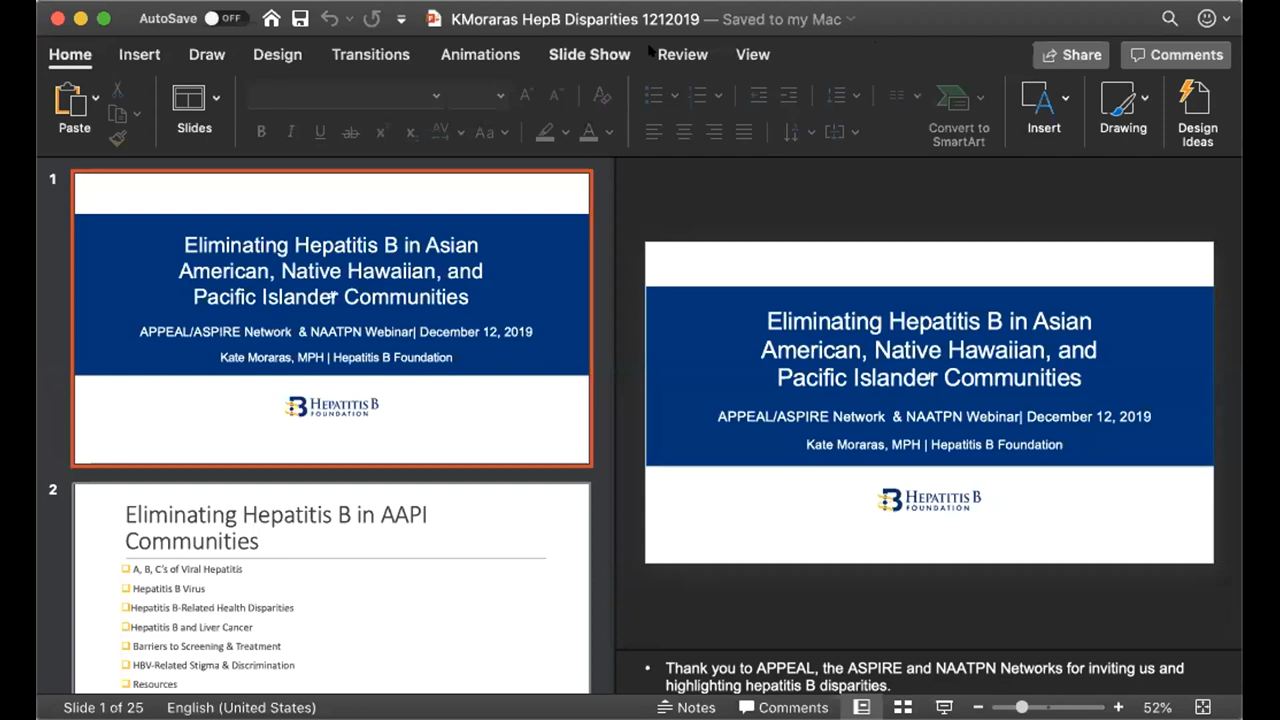 AutoSave OFF KMoraras HepB Disparities 1212019 — Saved to my Mac
Home Insert Draw Design Transitions Animations Slide Show Review View Share Comments
Paste Slides B I U ab x² x₂ AV Aa A Convert to SmartArt Insert Drawing Design Ideas
1
Eliminating Hepatitis B in Asian
American, Native Hawaiian, and
Pacific Islander Communities
APPEAL/ASPIRE Network & NAATPN Webinar| December 12, 2019
Kate Moraras, MPH | Hepatitis B Foundation
HEPATITIS B
FOUNDATION
2
Eliminating Hepatitis B in AAPI
Communities
A, B, C's of Viral Hepatitis
Hepatitis B Virus
Hepatitis B-Related Health Disparities
Hepatitis B and Liver Cancer
Barriers to Screening & Treatment
HBV-Related Stigma & Discrimination
Resources
Eliminating Hepatitis B in Asian
American, Native Hawaiian, and
Pacific Islander Communities
APPEAL/ASPIRE Network & NAATPN Webinar| December 12, 2019
Kate Moraras, MPH | Hepatitis B Foundation
HEPATITIS B
FOUNDATION
• Thank you to APPEAL, the ASPIRE and NAATPN Networks for inviting us and
highlighting hepatitis B disparities.
Slide 1 of 25 English (United States) Notes Comments 52%